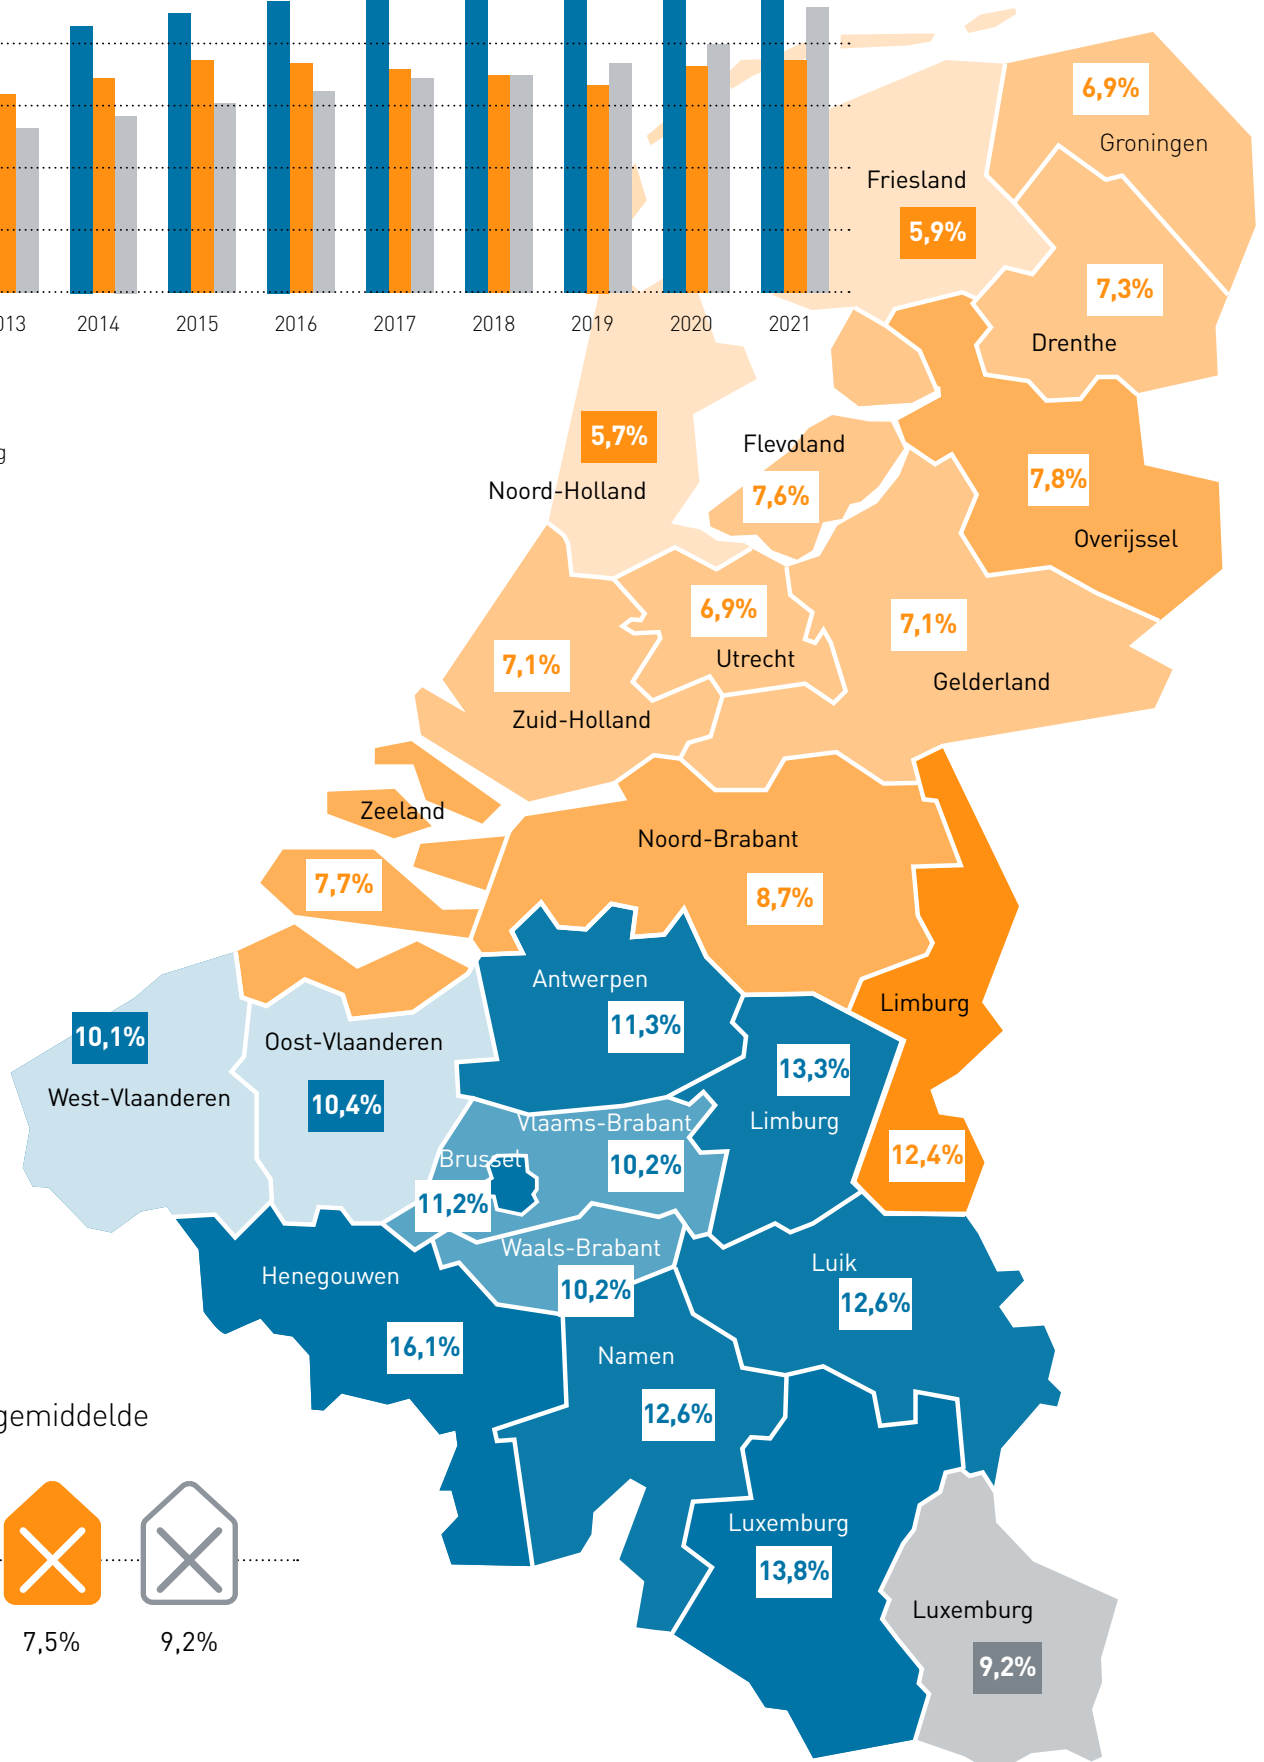 6,9%
Groningen
Friesland
5,9%
7,3%
013 2014 2015 2016 2017 2018 2019 2020 2021
Drenthe
5,7%
Flevoland
g
7,8%
Noord-Holland
7,6%
Overijssel
6,9%
7,1%
Utrecht
7,1%
Gelderland
Zuid-Holland
Zeeland
Noord-Brabant
7,7%
8,7%
Antwerpen
Limburg
11,3%
10,1%
Oost-Vlaanderen
13,3%
West-Vlaanderen
10,4%
Vlaams-Brabant
Limburg
Brussel
10,2%
12,4%
11,2%
Waals-Brabant
Luik
Henegouwen
10,2%
12,6%
16,1%
Namen
12,6%
gemiddelde
Luxemburg
13,8%
Luxemburg
7,5% 9,2%
9,2%